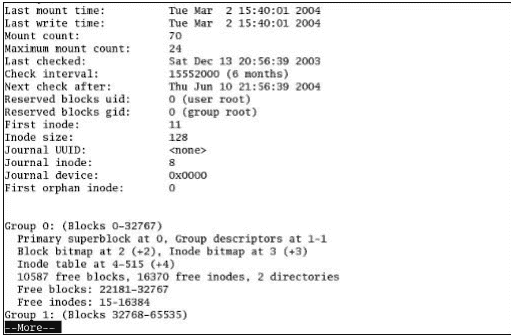 Last mount time: Tue Mar 2 15:40:01 2004
Last write time: Tue Mar 2 15:40:01 2004
Mount count: 70
Maximum mount count: 24
Last checked: Sat Dec 13 20:56:39 2003
Check interval: 15552000 (6 months)
Next check after: Thu Jun 10 21:56:39 2004
Reserved blocks uid: 0 (user root)
Reserved blocks gid: 0 (group root)
First inode: 11
Inode size: 128
Journal UUID: <none>
Journal inode: 8
Journal device: 0x0000
First orphan inode: 0
Group 0: (Blocks 0-32767)
Primary superblock at 0, Group descriptors at 1-1
Block bitmap at 2 (+2), Inode bitmap at 3 (+3)
Inode table at 4-515 (+4)
10587 free blocks, 16370 free inodes, 2 directories
Free blocks: 22181-32767
Free inodes: 15-16384
Group 1: (Blocks 32768-65535)
--More--